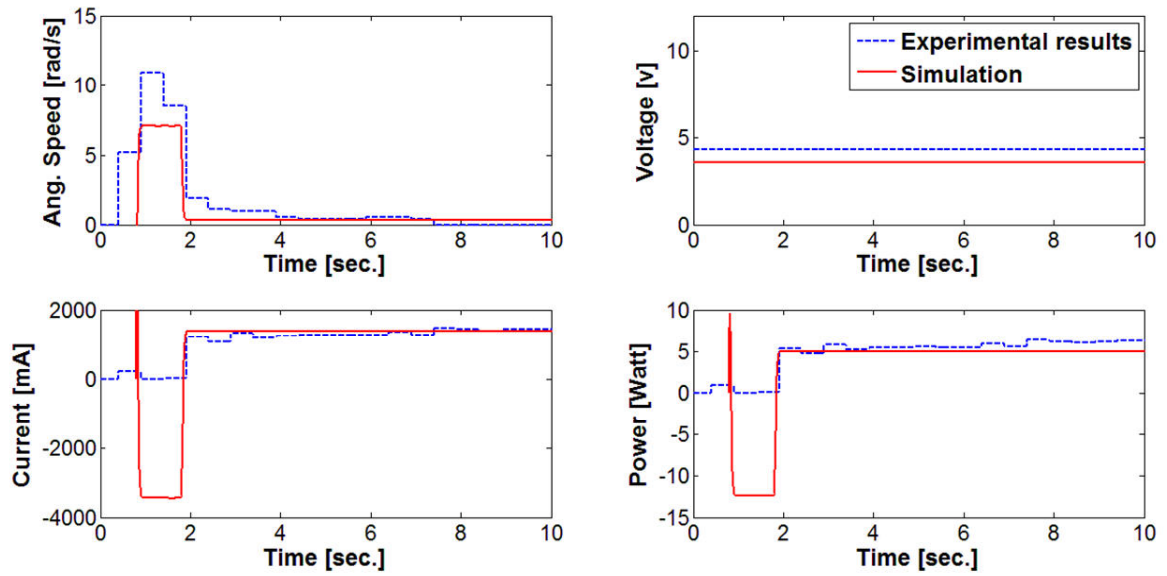 Ang. Speed [rad/s]
15
10
5
0
0 2 4 6 8 10
Time [sec.]
Voltage [v]
10
5
0
0 2 4 6 8 10
Time [sec.]
Experimental results
Simulation
Current [mA]
2000
0
-2000
-4000
0 2 4 6 8 10
Time [sec.]
Power [Watt]
10
5
0
-5
-10
-15
0 2 4 6 8 10
Time [sec.]